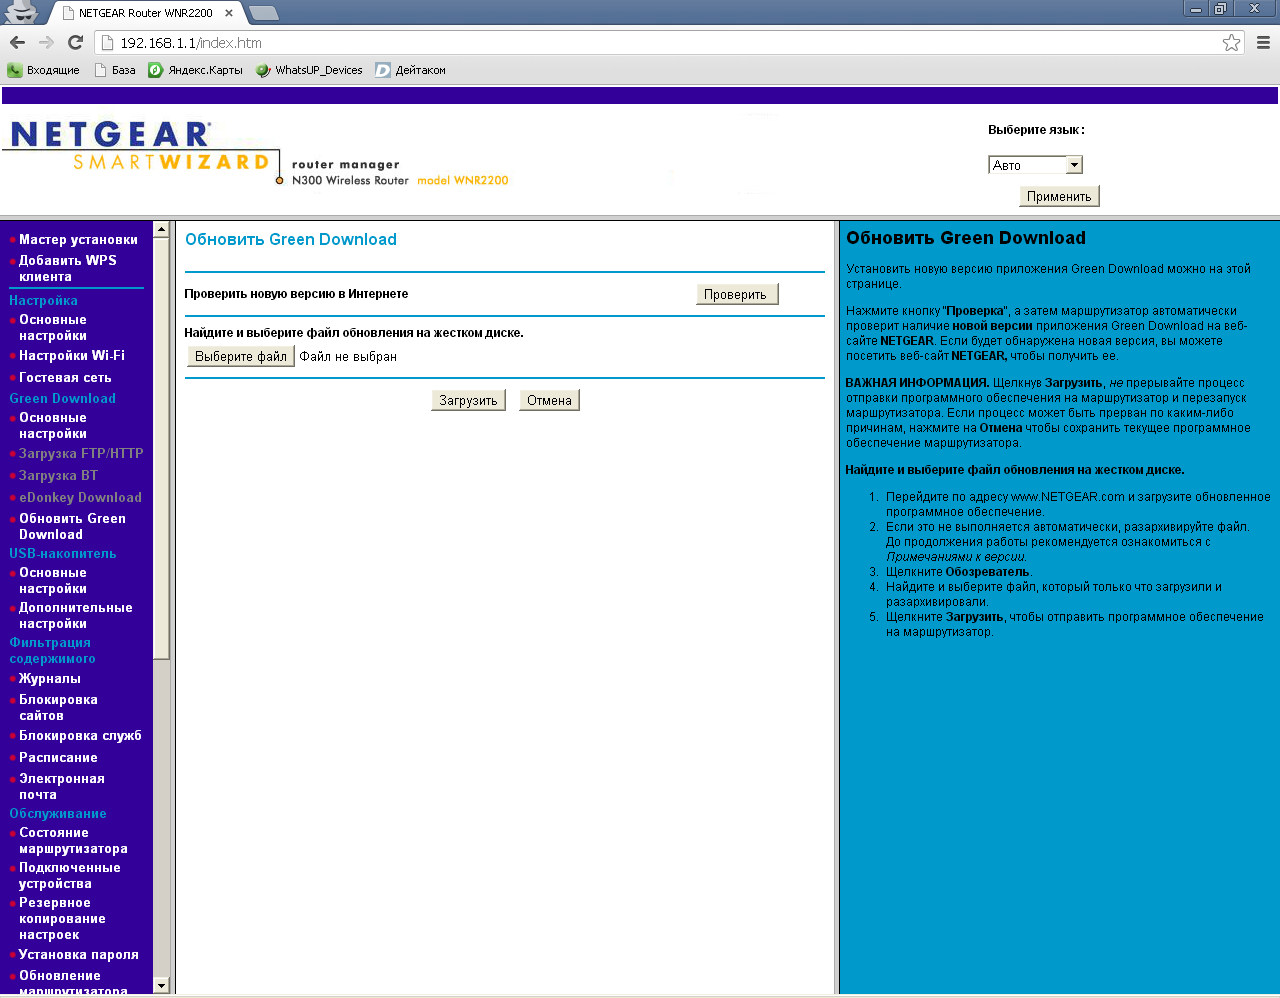 NETGEAR Router WNR2200
192.168.1.1/index.htm
Входящие База Яндекс.Карты WhatsUP_Devices Дейтаком
NETGEAR
SMARTWIZARD
router manager
N300 Wireless Router model WNR2200
Выберите язык :
Авто
Применить
Мастер установки
Добавить WPS
клиента
Настройка
Основные
настройки
Настройки Wi-Fi
Гостевая сеть
Green Download
Основные
настройки
Загрузка FTP/HTTP
Загрузка BT
eDonkey Download
Обновить Green
Download
USB-накопитель
Основные
настройки
Дополнительные
настройки
Фильтрация
содержимого
Журналы
Блокировка
сайтов
Блокировка служб
Расписание
Электронная
почта
Обслуживание
Состояние
маршрутизатора
Подключенные
устройства
Резервное
копирование
настроек
Установка пароля
Обновление
маршрутизатора
Обновить Green Download
Проверить новую версию в Интернете
Проверить
Найдите и выберите файл обновления на жестком диске.
Выберите файл Файл не выбран
Загрузить Отмена
Обновить Green Download
Установить новую версию приложения Green Download можно на этой
странице.
Нажмите кнопку "Проверка", а затем маршрутизатор автоматически
проверит наличие новой версии приложения Green Download на веб-
сайте NETGEAR. Если будет обнаружена новая версия, вы можете
посетить веб-сайт NETGEAR, чтобы получить ее.
ВАЖНАЯ ИНФОРМАЦИЯ. Щелкнув Загрузить, не прерывайте процесс
отправки программного обеспечения на маршрутизатор и перезапуск
маршрутизатора. Если процесс может быть прерван по каким-либо
причинам, нажмите на Отмена чтобы сохранить текущее программное
обеспечение маршрутизатора.
Найдите и выберите файл обновления на жестком диске.
1. Перейдите по адресу www.NETGEAR.com и загрузите обновленное
программное обеспечение.
2. Если это не выполняется автоматически, разархивируйте файл.
До продолжения работы рекомендуется ознакомиться с
Примечаниями к версии.
3. Щелкните Обозреватель.
4. Найдите и выберите файл, который только что загрузили и
разархивировали.
5. Щелкните Загрузить, чтобы отправить программное обеспечение
на маршрутизатор.